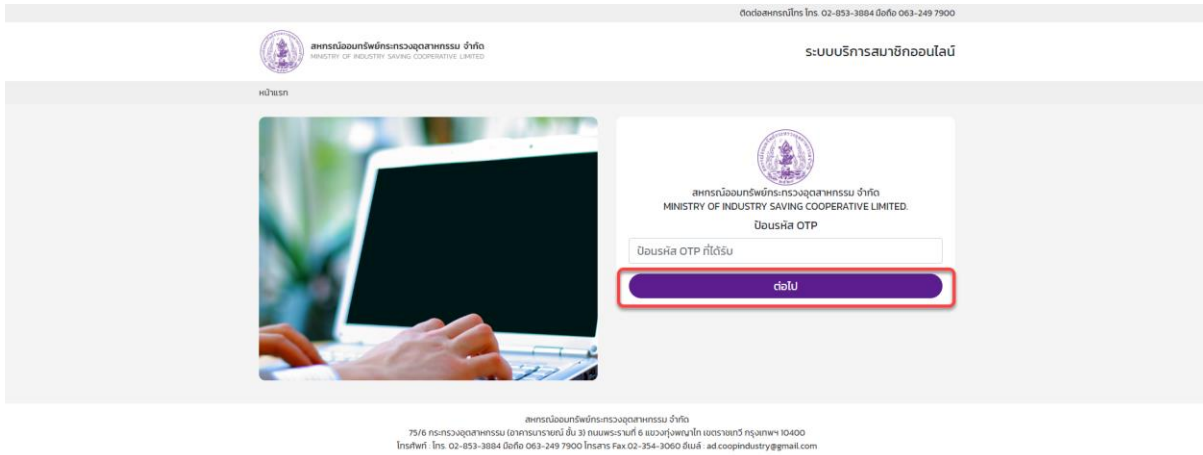 ติดต่อสหกรณ์โทร โทร. 02-853-3884 มือถือ 063-249 7900
สหกรณ์ออมทรัพย์กระทรวงอุตสาหกรรม จำกัด
MINISTRY OF INDUSTRY SAVING COOPERATIVE LIMITED
ระบบบริการสมาชิกออนไลน์
หน้าแรก
สหกรณ์ออมทรัพย์กระทรวงอุตสาหกรรม จำกัด
MINISTRY OF INDUSTRY SAVING COOPERATIVE LIMITED.
ป้อนรหัส OTP
ป้อนรหัส OTP ที่ได้รับ
ต่อไป
สหกรณ์ออมทรัพย์กระทรวงอุตสาหกรรม จำกัด
75/6 กระทรวงอุตสาหกรรม (อาคารนารายณ์ ชั้น 3) ถนนพระรามที่ 6 แขวงทุ่งพญาไท เขตราชเทวี กรุงเทพฯ 10400
โทรศัพท์ : โทร. 02-853-3884 มือถือ 063-249 7900 โทรสาร Fax.02-354-3060 อีเมล์ : ad.coopindustry@gmail.com